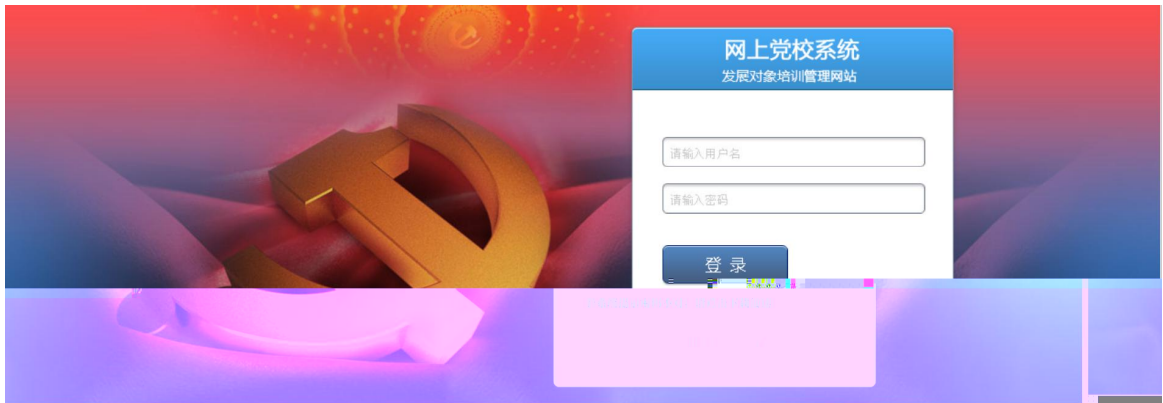 网上党校系统
发展对象培训管理网站
请输入用户名
请输入密码
登 录